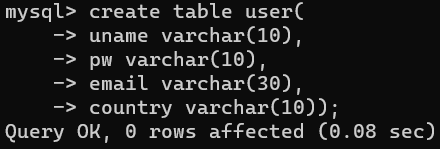 mysql> create table user(
    -> uname varchar(10),
    -> pw varchar(10),
    -> email varchar(30),
    -> country varchar(10));
Query OK, 0 rows affected (0.08 sec)